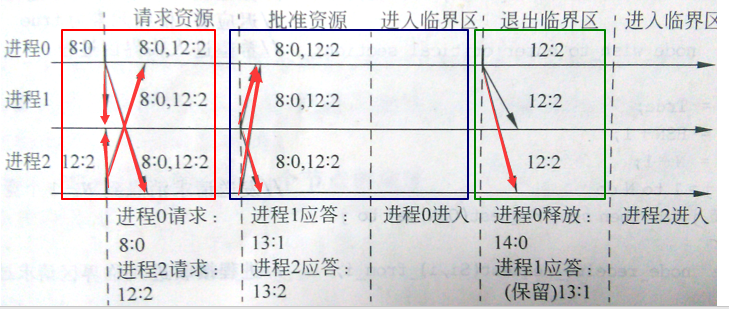 请求资源 批准资源 进入临界区 退出临界区 进入临界区
进程0 8:0 8:0,12:2 8:0,12:2 12:2
进程1 8:0,12:2 8:0,12:2 12:2
进程2 12:2 8:0,12:2 8:0,12:2 12:2
进程0请求: 进程1应答: 进程0进入 进程0释放: 进程2进入
8:0 13:1 14:0
进程2请求: 进程2应答: 进程1应答:
12:2 13:2 (保留)13:1